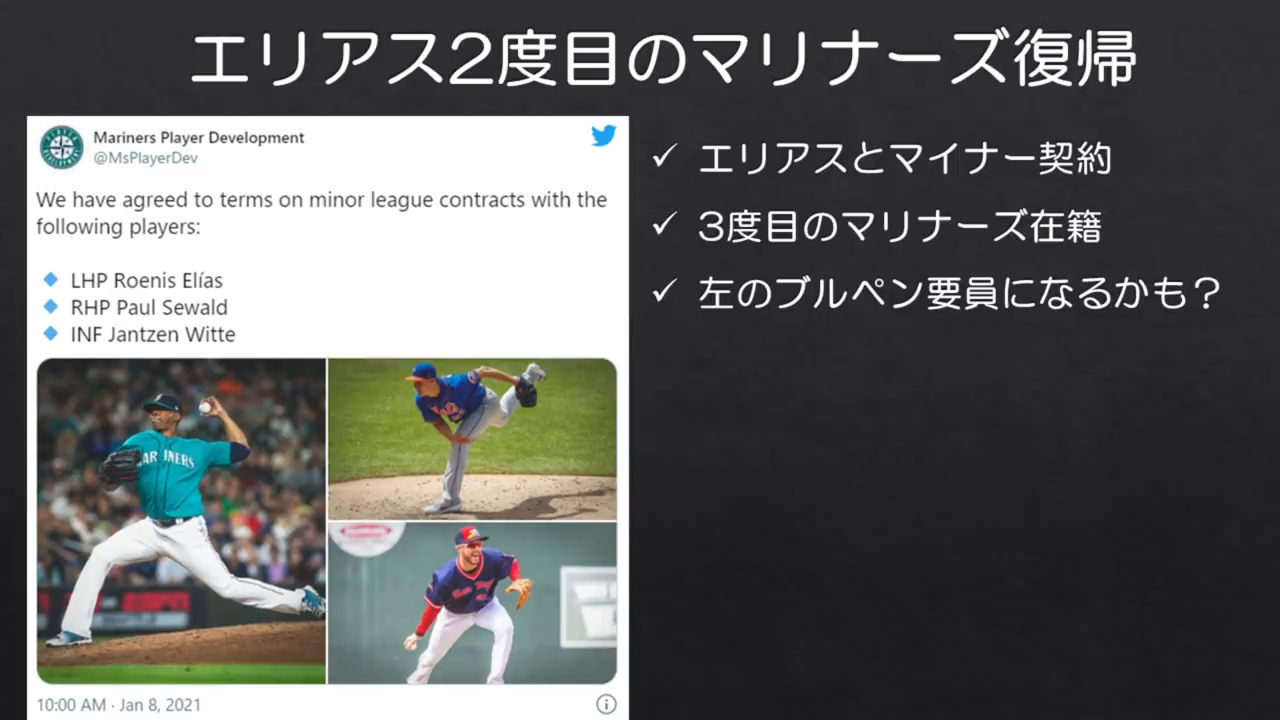 エリアス2度目のマリナーズ復帰
Mariners Player Development
@MsPlayerDev
We have agreed to terms on minor league contracts with the
following players:
LHP Roenis Elías
RHP Paul Sewald
INF Jantzen Witte
MARINERS
10:00 AM · Jan 8, 2021
✓ エリアスとマイナー契約
✓ 3度目のマリナーズ在籍
✓ 左のブルペン要員になるかも？